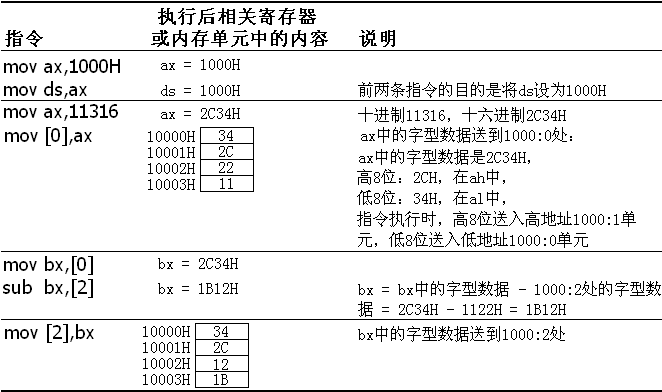 指令 执行后相关寄存器或内存单元中的内容 说明
mov ax,1000H ax = 1000H
mov ds,ax ds = 1000H 前两条指令的目的是将ds设为1000H
mov ax,11316 ax = 2C34H 十进制11316，十六进制2C34H
mov [0],ax 10000H 34 ax中的字型数据送到1000:0处：
10001H 2C ax中的字型数据是2C34H，
10002H 22 高8位：2CH，在ah中，
10003H 11 低8位：34H，在al中，
指令执行时，高8位送入高地址1000:1单
元，低8位送入低地址1000:0单元
mov bx,[0] bx = 2C34H
sub bx,[2] bx = 1B12H bx = bx中的字型数据 - 1000:2处的字型数
据 = 2C34H - 1122H = 1B12H
mov [2],bx 10000H 34 bx中的字型数据送到1000:2处
10001H 2C
10002H 12
10003H 1B